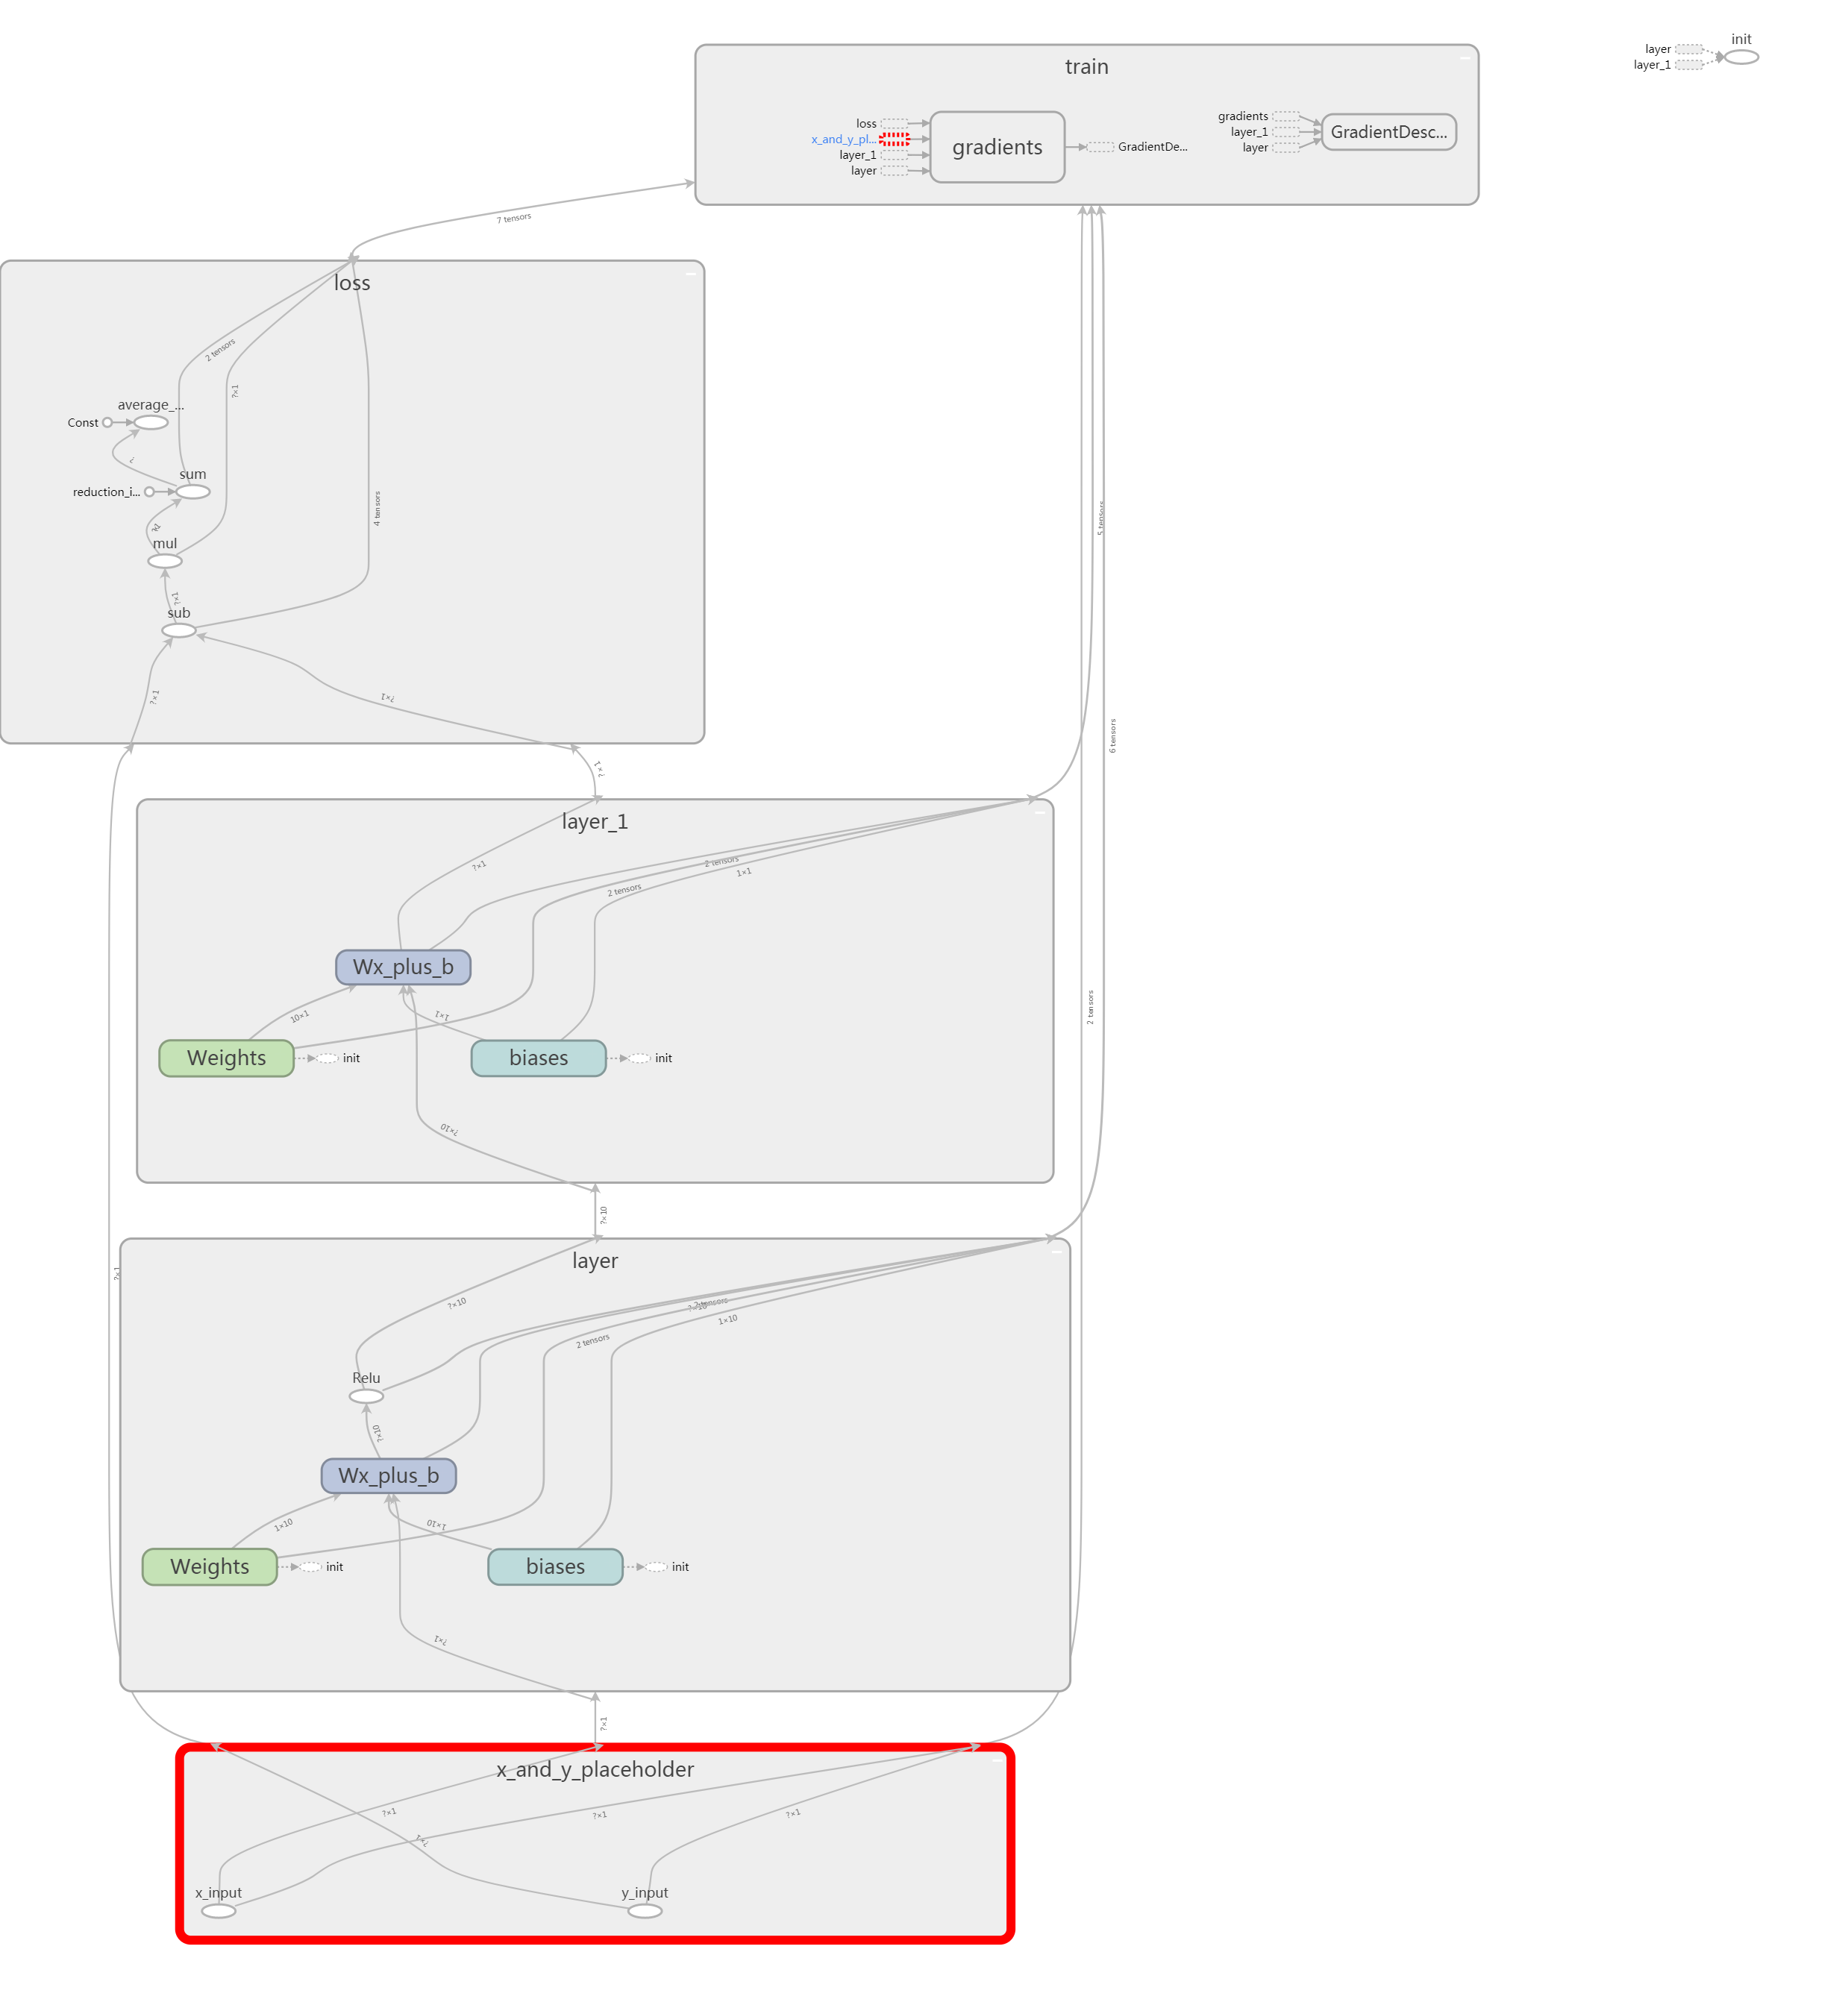 train
init
layer
layer_1
loss
x_and_y_pl...
layer_1
layer
gradients
GradientDe...
gradients
layer_1
layer
GradientDesc...
7 tensors
loss
2 tensors
?×1
average_...
Const
?
sum
reduction_i...
4 tensors
5 tensors
?×1
mul
?×1
sub
?×1
?×1
6 tensors
?×1
layer_1
?×1
2 tensors
1×1
2 tensors
Wx_plus_b
10×1
1×1
2 tensors
Weights
init
biases
init
?×10
?×10
layer
?×1
?×10
2 tensors
1×10
2 tensors
Relu
?×10
Wx_plus_b
1×10
1×10
Weights
init
biases
init
?×1
?×1
x_and_y_placeholder
?×1
?×1
?×1
?×1
x_input
y_input